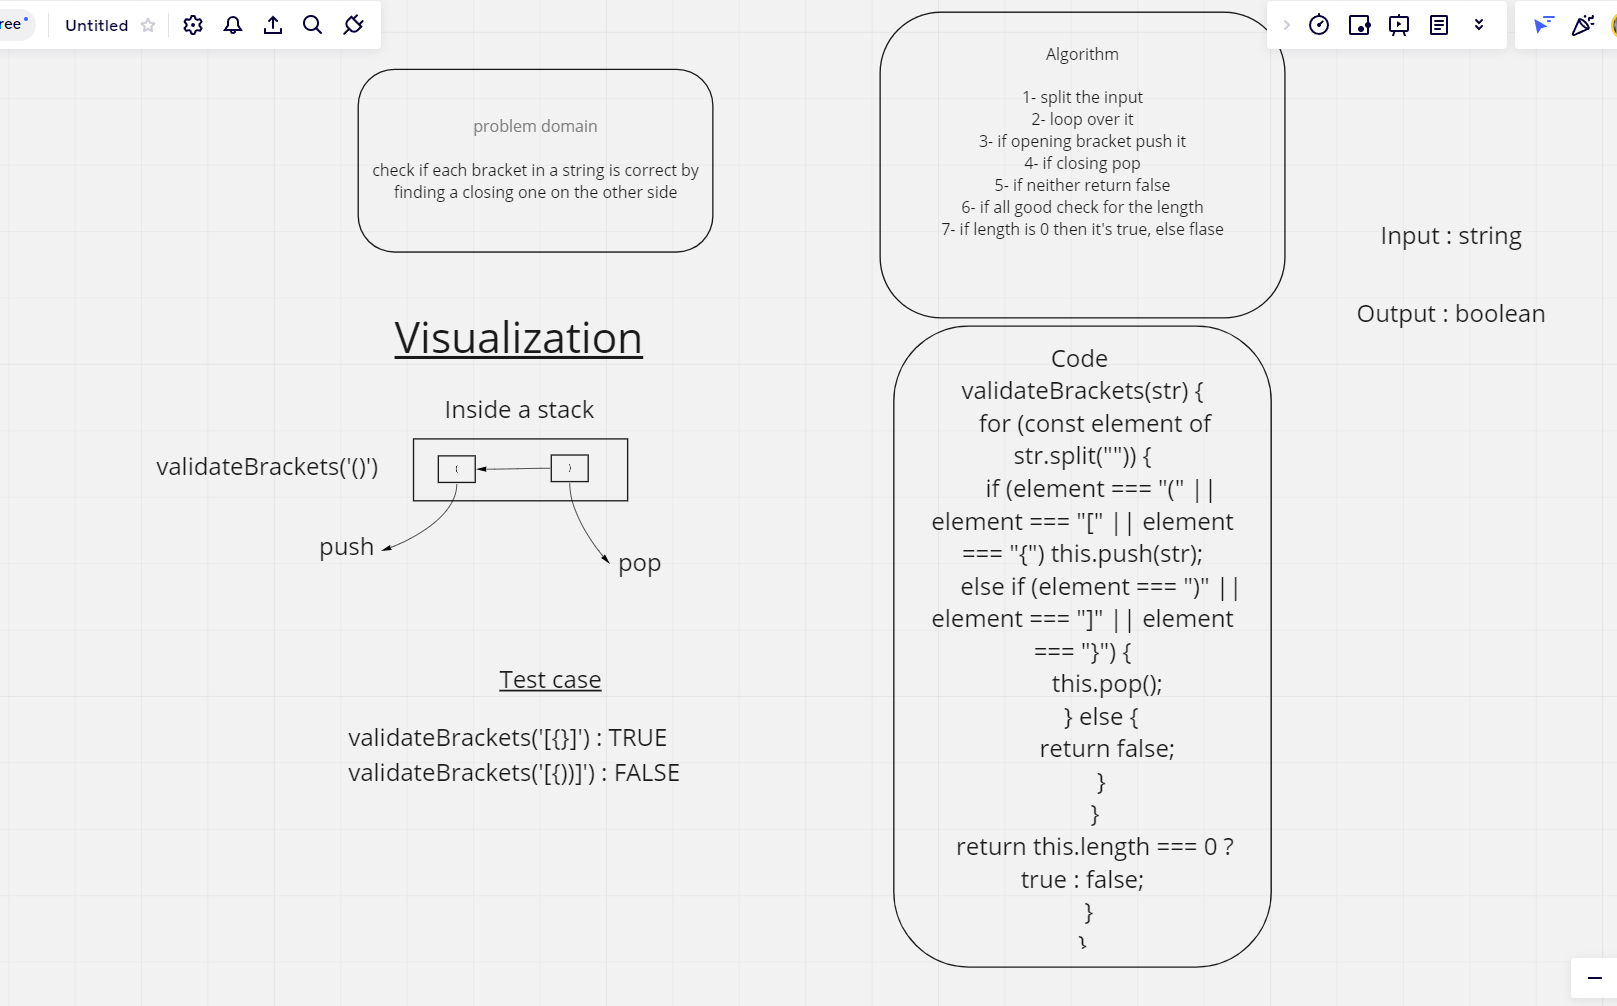 ree
Untitled
problem domain
check if each bracket in a string is correct by
finding a closing one on the other side
Algorithm
1- split the input
2- loop over it
3- if opening bracket push it
4- if closing pop
5- if neither return false
6- if all good check for the length
7- if length is 0 then it's true, else flase
Input : string
Output : boolean
Visualization
Inside a stack
validateBrackets('()')
(
)
push
pop
Test case
validateBrackets('[{}]') : TRUE
validateBrackets('[{))]') : FALSE
Code
validateBrackets(str) {
for (const element of
str.split("")) {
if (element === "(" ||
element === "[" || element
=== "{") this.push(str);
else if (element === ")" ||
element === "]" || element
=== "}") {
this.pop();
} else {
return false;
}
}
return this.length === 0 ?
true : false;
}
}